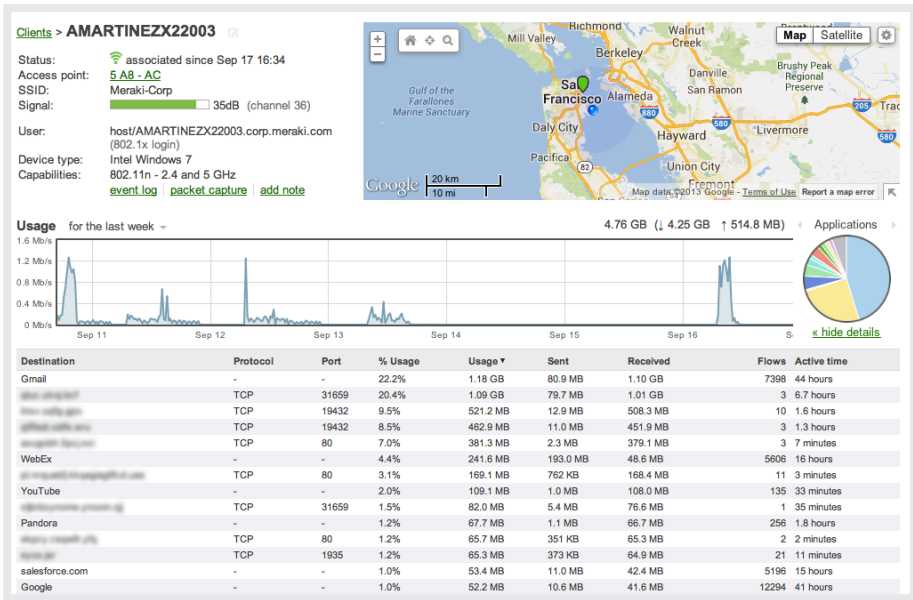 Clients > AMARTINEZX22003
Status: associated since Sep 17 16:34
Access point: 5 A8 - AC
SSID: Meraki-Corp
Signal: 35dB (channel 36)
User: host/AMARTINEZX22003.corp.meraki.com
(802.1x login)
Device type: Intel Windows 7
Capabilities: 802.11n - 2.4 and 5 GHz
event log packet capture add note
+
−
Map Satellite
Richmond
Mill Valley
Walnut
Creek
Brentwood
Berkeley
Brushy Peak
Regional
Preserve
Danville
San Ramon
Gulf of the
Farallones
Marine Sanctuary
San
Francisco
Alameda
880
205
Trac
Daly City
580
Livermore
580
Hayward
Pacifica
82
Union City
Fremont
Google
20 km
10 mi
Map data ©2013 Google - Terms of Use Report a map error
Usage for the last week
4.76 GB (↓ 4.25 GB ↑ 514.8 MB)
Applications
1.6 Mb/s
1.2 Mb/s
0.8 Mb/s
0.4 Mb/s
0 Mb/s
Sep 11 Sep 12 Sep 13 Sep 14 Sep 15 Sep 16 S
« hide details
Destination Protocol Port % Usage Usage ▼ Sent Received Flows Active time
Gmail - - 22.2% 1.18 GB 80.9 MB 1.10 GB 7398 44 hours
TCP 31659 20.4% 1.09 GB 79.7 MB 1.01 GB 3 6.7 hours
TCP 19432 9.5% 521.2 MB 12.9 MB 508.3 MB 10 1.6 hours
TCP 19432 8.5% 462.9 MB 11.0 MB 451.9 MB 3 1.3 hours
TCP 80 7.0% 381.3 MB 2.3 MB 379.1 MB 3 7 minutes
WebEx - - 4.4% 241.6 MB 193.0 MB 48.6 MB 5606 16 hours
TCP 80 3.1% 169.1 MB 762 KB 168.4 MB 11 3 minutes
YouTube - - 2.0% 109.1 MB 1.0 MB 108.0 MB 135 33 minutes
TCP 31659 1.5% 82.0 MB 5.4 MB 76.6 MB 1 35 minutes
Pandora - - 1.2% 67.7 MB 1.1 MB 66.7 MB 256 1.8 hours
TCP 80 1.2% 65.7 MB 351 KB 65.3 MB 2 2 minutes
TCP 1935 1.2% 65.3 MB 373 KB 64.9 MB 21 11 minutes
salesforce.com - - 1.0% 53.4 MB 11.0 MB 42.4 MB 5196 15 hours
Google - - 1.0% 52.2 MB 10.6 MB 41.6 MB 12294 41 hours